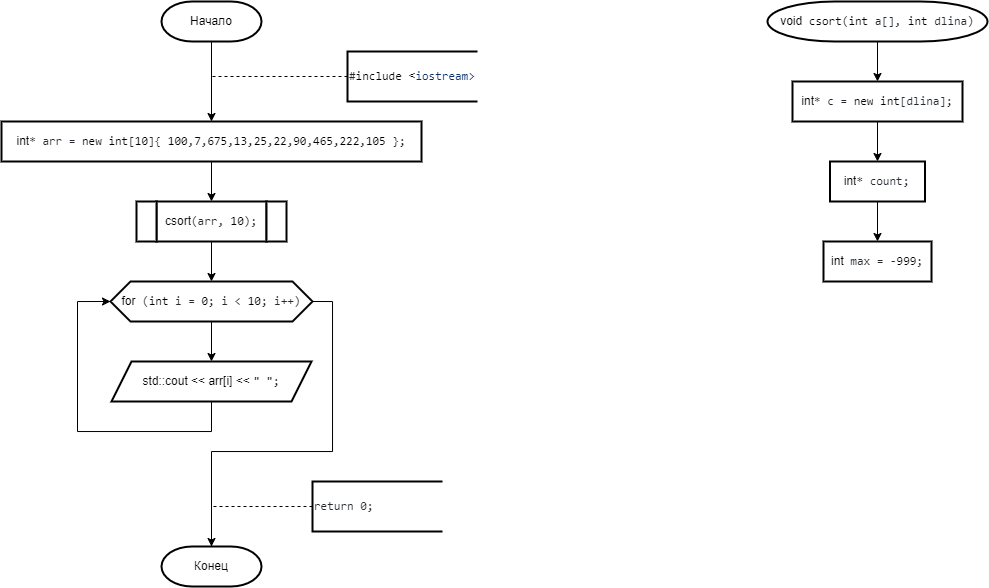 Начало
#include <iostream>
int* arr = new int[10]{ 100,7,675,13,25,22,90,465,222,105 };
csort(arr, 10);
for (int i = 0; i < 10; i++)
std::cout << arr[i] << " ";
return 0;
Конец
void csort(int a[], int dlina)
int* c = new int[dlina];
int* count;
int max = -999;